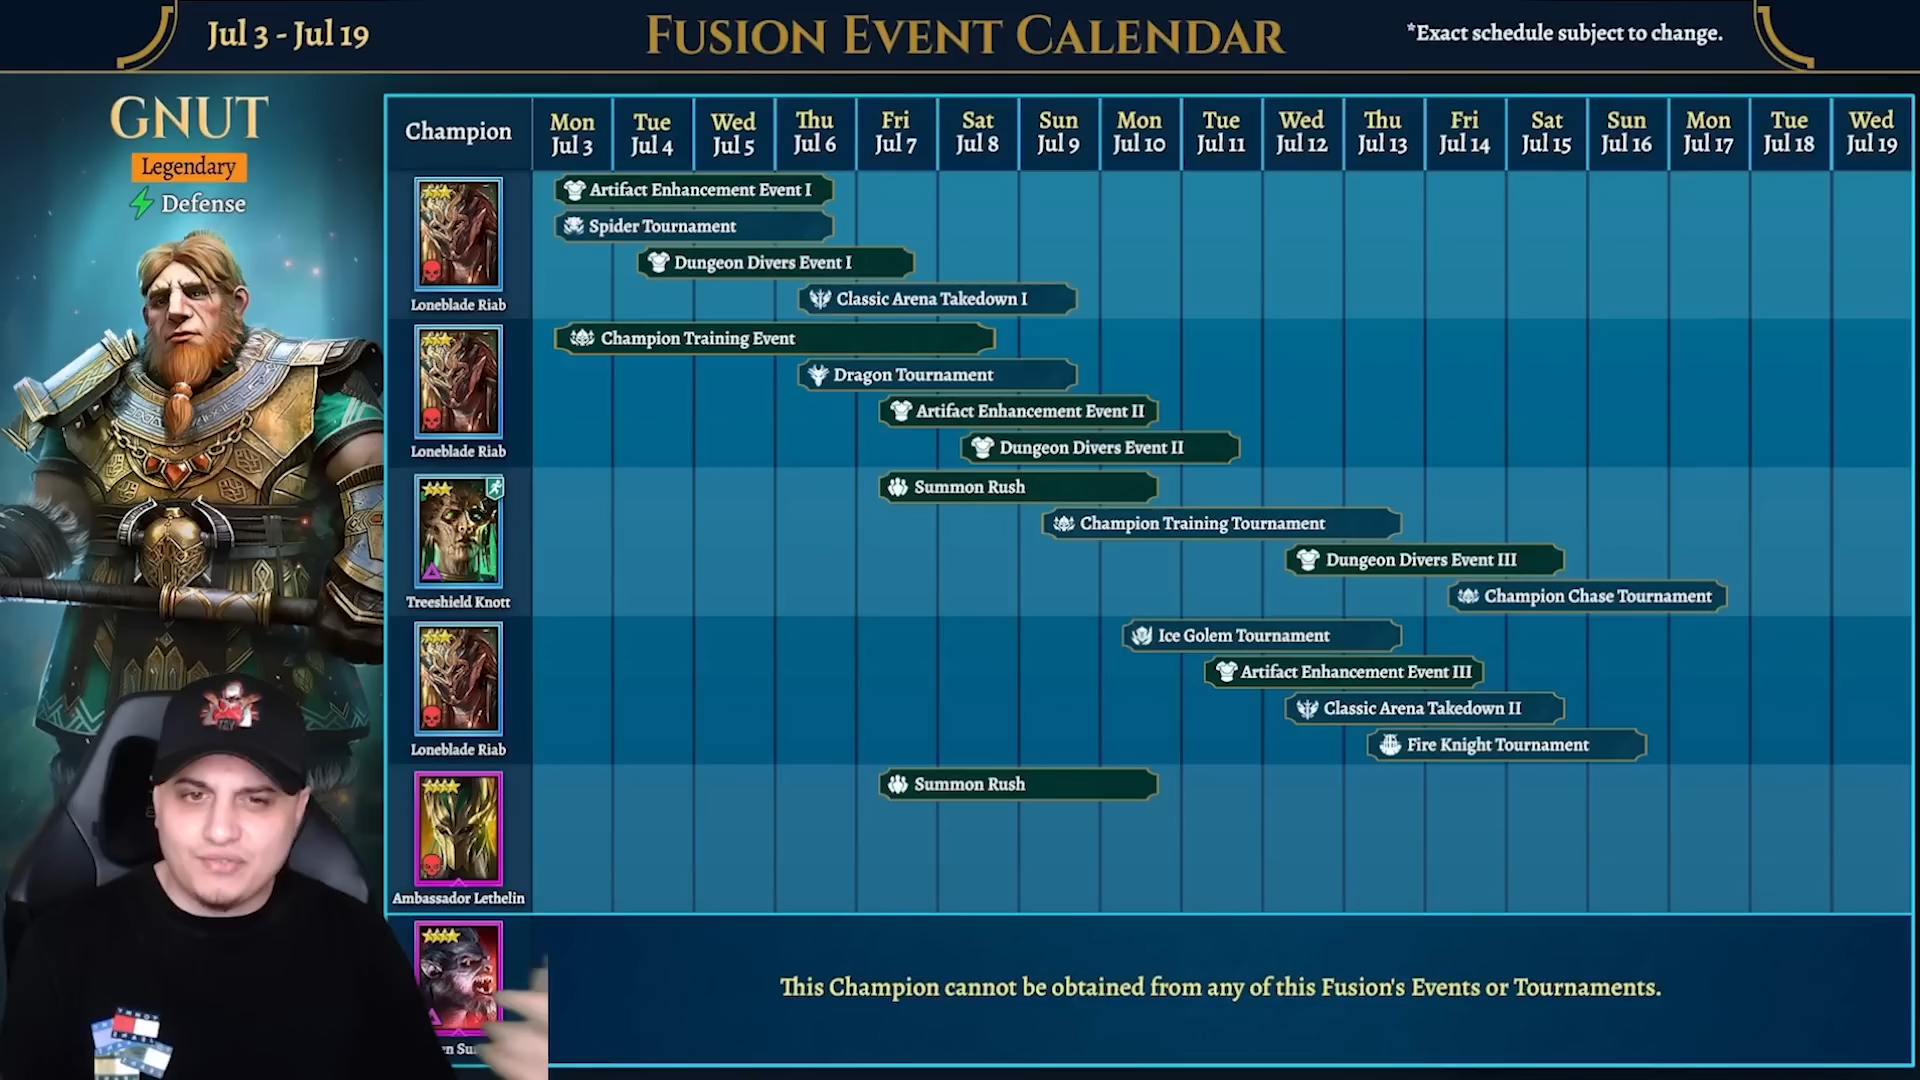 Jul 3 - Jul 19
FUSION EVENT CALENDAR
*Exact schedule subject to change.
GNUT
Legendary
Defense
Champion
Mon Jul 3
Tue Jul 4
Wed Jul 5
Thu Jul 6
Fri Jul 7
Sat Jul 8
Sun Jul 9
Mon Jul 10
Tue Jul 11
Wed Jul 12
Thu Jul 13
Fri Jul 14
Sat Jul 15
Sun Jul 16
Mon Jul 17
Tue Jul 18
Wed Jul 19
Loneblade Riab
Artifact Enhancement Event I
Spider Tournament
Dungeon Divers Event I
Classic Arena Takedown I
Loneblade Riab
Champion Training Event
Dragon Tournament
Artifact Enhancement Event II
Dungeon Divers Event II
Treeshield Knott
Summon Rush
Champion Training Tournament
Dungeon Divers Event III
Champion Chase Tournament
Loneblade Riab
Ice Golem Tournament
Artifact Enhancement Event III
Classic Arena Takedown II
Fire Knight Tournament
Ambassador Lethelin
Summon Rush
This Champion cannot be obtained from any of this Fusion's Events or Tournaments.